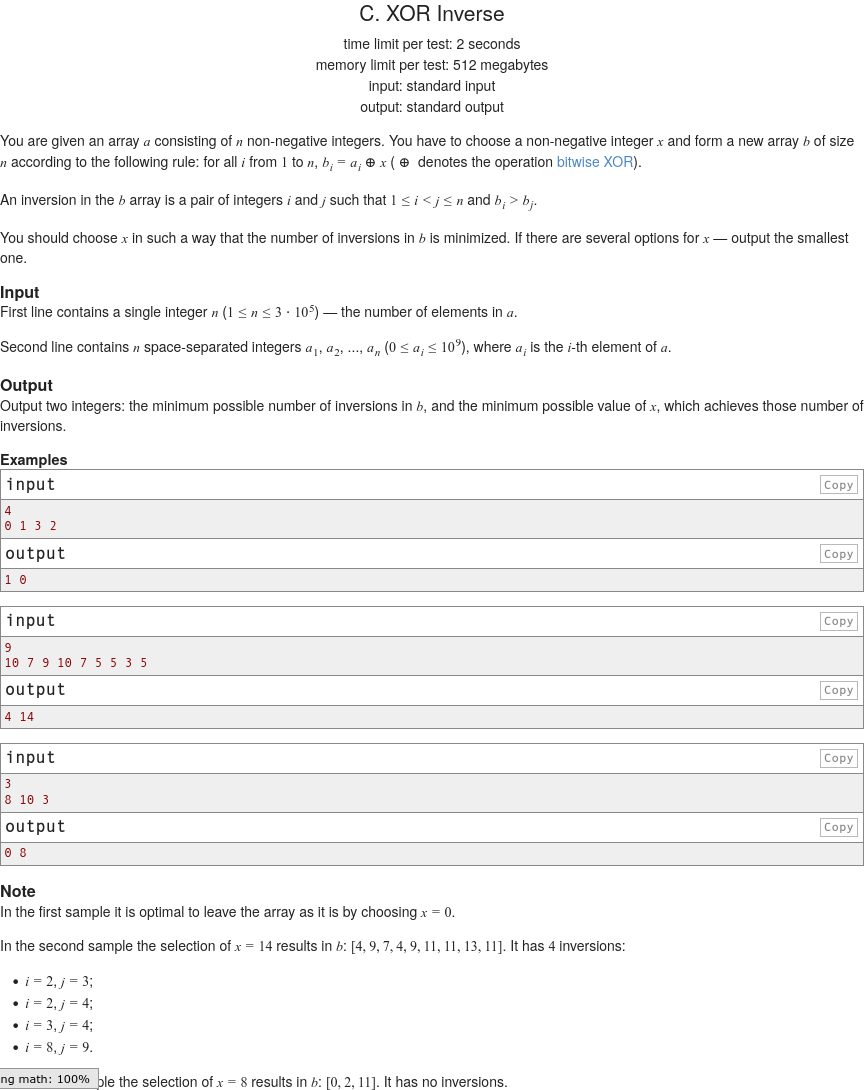 C. XOR Inverse
time limit per test: 2 seconds
memory limit per test: 512 megabytes
input: standard input
output: standard output
You are given an array a consisting of n non-negative integers. You have to choose a non-negative integer x and form a new array b of size
n according to the following rule: for all i from 1 to n, b_i = a_i ⊕ x ( ⊕ denotes the operation bitwise XOR).
An inversion in the b array is a pair of integers i and j such that 1 ≤ i < j ≤ n and b_i > b_j.
You should choose x in such a way that the number of inversions in b is minimized. If there are several options for x — output the smallest
one.
Input
First line contains a single integer n (1 ≤ n ≤ 3 · 10^5) — the number of elements in a.
Second line contains n space-separated integers a_1, a_2, ..., a_n (0 ≤ a_i ≤ 10^9), where a_i is the i-th element of a.
Output
Output two integers: the minimum possible number of inversions in b, and the minimum possible value of x, which achieves those number of
inversions.
Examples
input Copy
4
0 1 3 2
output Copy
1 0
input Copy
9
10 7 9 10 7 5 5 3 5
output Copy
4 14
input Copy
3
8 10 3
output Copy
0 8
Note
In the first sample it is optimal to leave the array as it is by choosing x = 0.
In the second sample the selection of x = 14 results in b: [4, 9, 7, 4, 9, 11, 11, 13, 11]. It has 4 inversions:
• i = 2, j = 3;
• i = 2, j = 4;
• i = 3, j = 4;
• i = 8, j = 9.
ng math: 100% ple the selection of x = 8 results in b: [0, 2, 11]. It has no inversions.